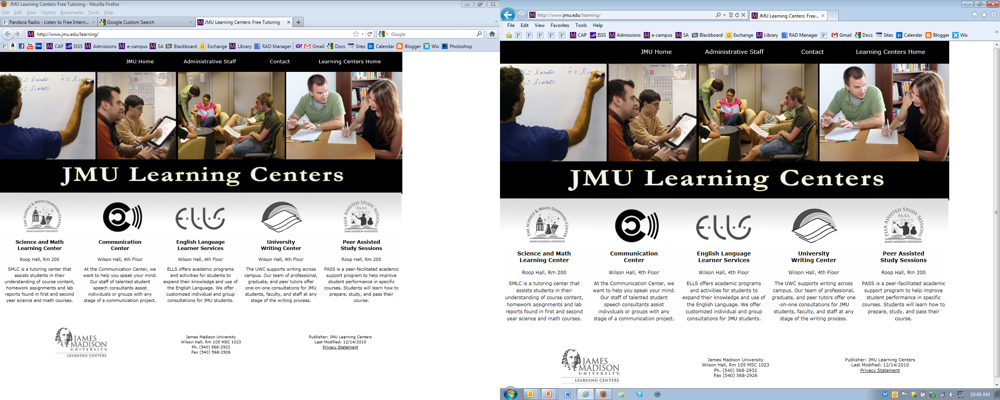 JMU Learning Centers: Free Tutoring - Mozilla Firefox
File Edit View History Bookmarks Tools Help
Pandora Radio - Listen to Free Intern... Google Custom Search JMU Learning Centers: Free Tutoring
http://www.jmu.edu/learning/ Google
CAP ISSS Admissions e-campus SA Blackboard Exchange Library RAD Manager Gmail Docs Sites Calendar Blogger Wix Photoshop
JMU Home Administrative Staff Contact Learning Centers Home
JMU Learning Centers
THE SCIENCE & MATH LEARNING CENTER
JAMES MADISON UNIVERSITY
ELLS
PEER ASSISTED STUDY SESSIONS
P.A.S.S.
JAMES MADISON UNIVERSITY
Science and Math
Learning Center
Roop Hall, Rm 200
SMLC is a tutoring center that
assists students in their
understanding of course content,
homework assignments and lab
reports found in first and second
year science and math courses.
Communication
Center
Wilson Hall, 4th Floor
At the Communication Center, we
want to help you speak your mind.
Our staff of talented student
speech consultants assist
individuals or groups with any
stage of a communication project.
English Language
Learner Services
Wilson Hall, 4th Floor
ELLS offers academic programs
and activities for students to
expand their knowledge and use of
the English Language. We offer
customized individual and group
consultations for JMU students.
University
Writing Center
Wilson Hall, 4th Floor
The UWC supports writing across
campus. Our team of professional,
graduate, and peer tutors offer
one-on-one consultations for JMU
students, faculty, and staff at any
stage of the writing process.
Peer Assisted
Study Sessions
Roop Hall, Rm 200
PASS is a peer-facilitated academic
support program to help improve
student performance in specific
courses. Students will learn how to
prepare, study, and pass their
course.
JAMES
MADISON
UNIVERSITY.
LEARNING CENTERS
James Madison University
Wilson Hall, Rm 105 MSC 1023
Ph. (540) 568-2932
Fax (540) 568-2926
Publisher: JMU Learning Centers
Last Modified: 12/14/2010
Privacy Statement
http://www.jmu.edu/learning/ JMU Learning Centers: Free...
File Edit View Favorites Tools Help
CAP ISSS Admissions e-campus SA Blackboard Exchange Library RAD Manager Gmail Docs Sites Calendar Blogger Wix
JMU Home Administrative Staff Contact Learning Centers Home
JMU Learning Centers
THE SCIENCE & MATH LEARNING CENTER
JAMES MADISON UNIVERSITY
ELLS
PEER ASSISTED STUDY SESSIONS
P.A.S.S.
JAMES MADISON UNIVERSITY
Science and Math
Learning Center
Roop Hall, Rm 200
SMLC is a tutoring center that
assists students in their
understanding of course content,
homework assignments and lab
reports found in first and second
year science and math courses.
Communication
Center
Wilson Hall, 4th Floor
At the Communication Center, we
want to help you speak your mind.
Our staff of talented student
speech consultants assist
individuals or groups with any
stage of a communication project.
English Language
Learner Services
Wilson Hall, 4th Floor
ELLS offers academic programs
and activities for students to
expand their knowledge and use of
the English Language. We offer
customized individual and group
consultations for JMU students.
University
Writing Center
Wilson Hall, 4th Floor
The UWC supports writing across
campus. Our team of professional,
graduate, and peer tutors offer one
-on-one consultations for JMU
students, faculty, and staff at any
stage of the writing process.
Peer Assisted
Study Sessions
Roop Hall, Rm 200
PASS is a peer-facilitated academic
support program to help improve
student performance in specific
courses. Students will learn how to
prepare, study, and pass their
course.
JAMES
MADISON
UNIVERSITY.
LEARNING CENTERS
James Madison University
Wilson Hall, Rm 105 MSC 1023
Ph. (540) 568-2932
Fax (540) 568-2926
Publisher: JMU Learning Centers
Last Modified: 12/14/2010
Privacy Statement
10:49 AM